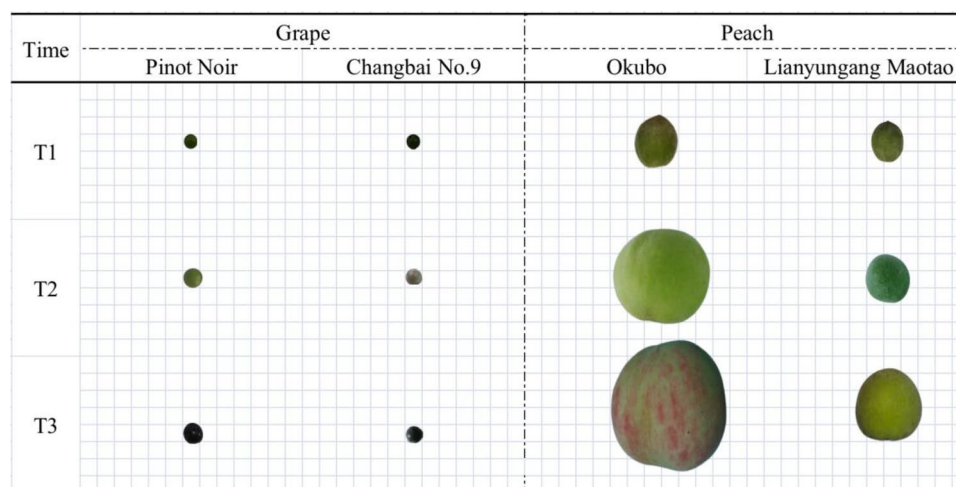 Time Grape Peach
Pinot Noir Changbai No.9 Okubo Lianyungang Maotao
T1
T2
T3